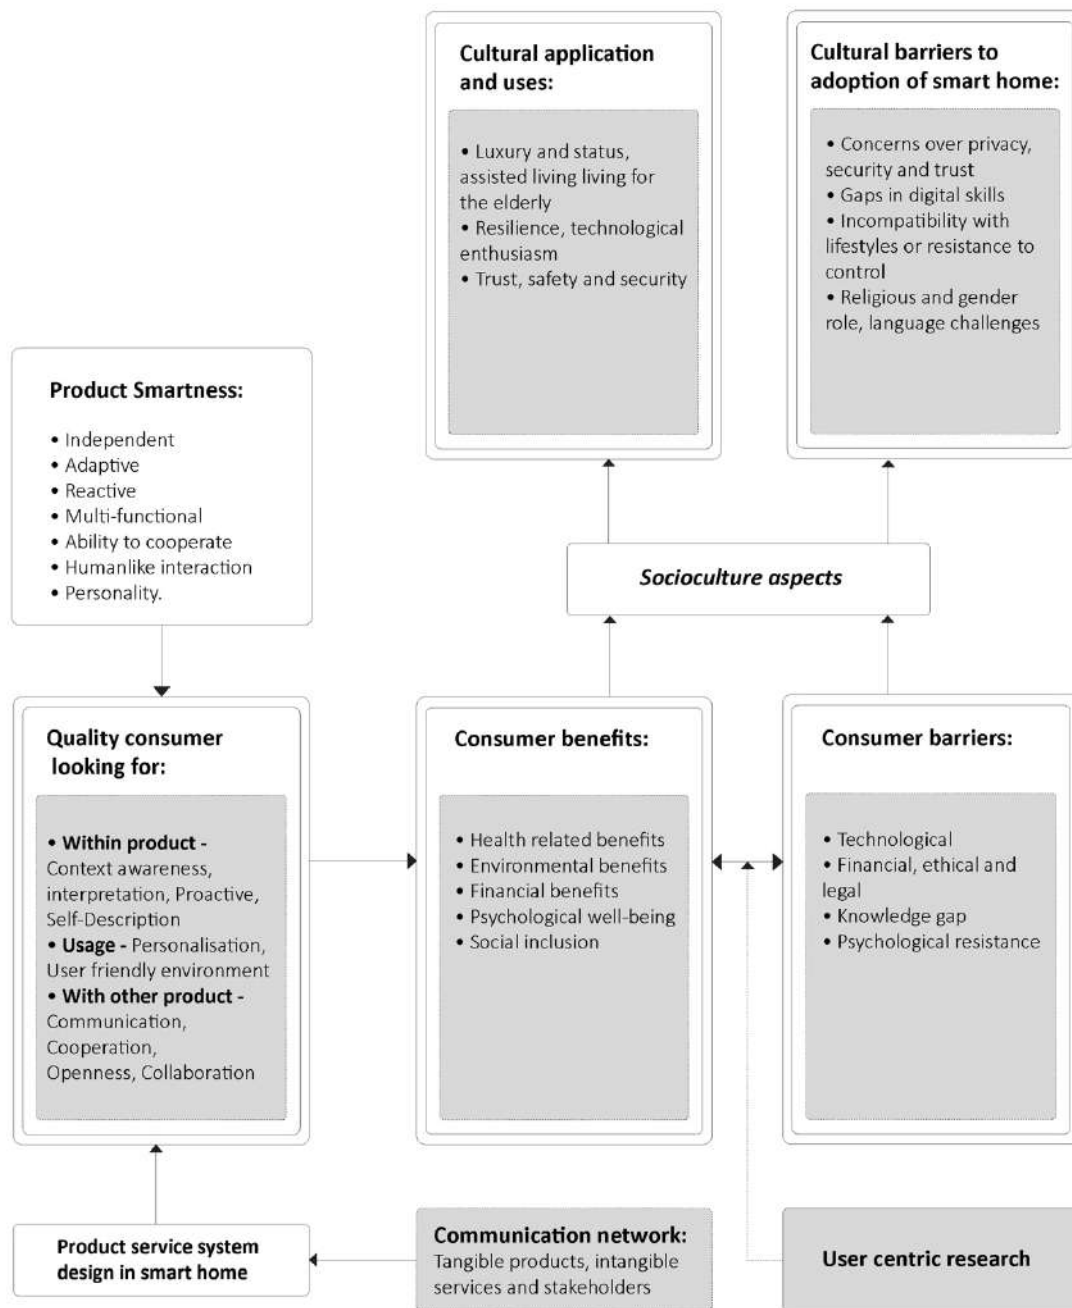 Cultural application
and uses:
• Luxury and status,
assisted living living for
the elderly
• Resilience, technological
enthusiasm
• Trust, safety and security
Cultural barriers to
adoption of smart home:
• Concerns over privacy,
security and trust
• Gaps in digital skills
• Incompatibility with
lifestyles or resistance to
control
• Religious and gender
role, language challenges
Product Smartness:
• Independent
• Adaptive
• Reactive
• Multi-functional
• Ability to cooperate
• Humanlike interaction
• Personality.
Socioculture aspects
Quality consumer
looking for:
• Within product -
Context awareness,
interpretation, Proactive,
Self-Description
• Usage - Personalisation,
User friendly environment
• With other product -
Communication,
Cooperation,
Openness, Collaboration
Consumer benefits:
• Health related benefits
• Environmental benefits
• Financial benefits
• Psychological well-being
• Social inclusion
Consumer barriers:
• Technological
• Financial, ethical and
legal
• Knowledge gap
• Psychological resistance
Product service system
design in smart home
Communication network:
Tangible products, intangible
services and stakeholders
User centric research